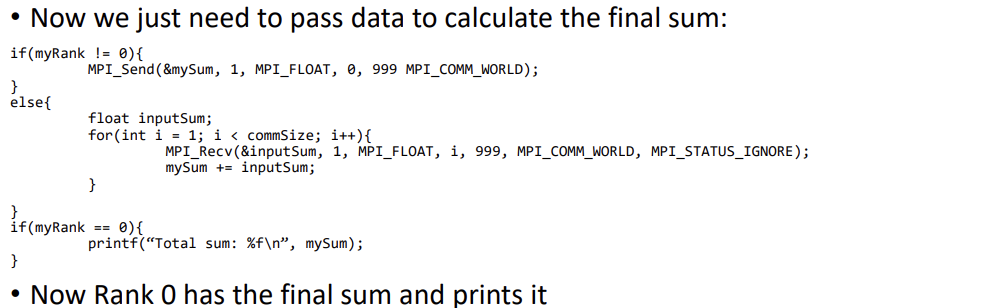 • Now we just need to pass data to calculate the final sum:
if(myRank != 0){
MPI_Send(&mySum, 1, MPI_FLOAT, 0, 999 MPI_COMM_WORLD);
}
else{
float inputSum;
for(int i = 1; i < commSize; i++){
MPI_Recv(&inputSum, 1, MPI_FLOAT, i, 999, MPI_COMM_WORLD, MPI_STATUS_IGNORE);
mySum += inputSum;
}
}
if(myRank == 0){
printf(“Total sum: %f\n”, mySum);
}
• Now Rank 0 has the final sum and prints it